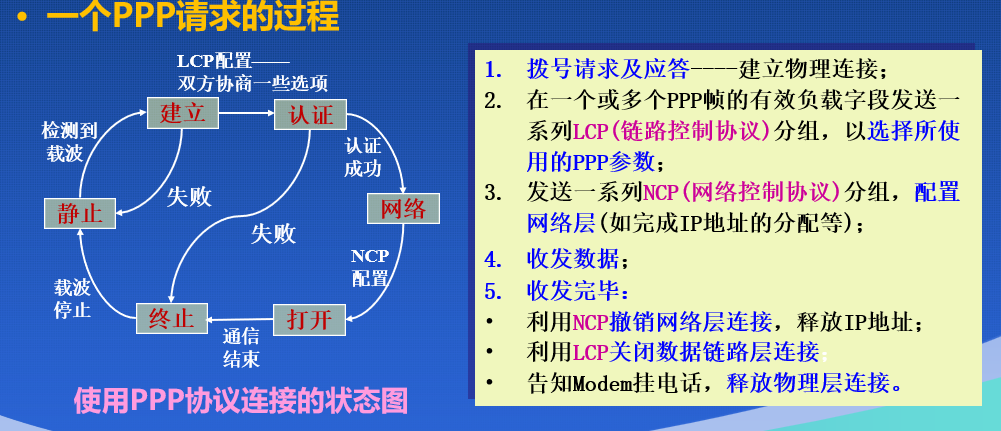 • 一个PPP请求的过程
LCP配置——
双方协商一些选项
建立
认证
检测到
载波
认证
成功
失败
静止
网络
失败
NCP
配置
载波
停止
终止
打开
通信
结束
使用PPP协议连接的状态图
1. 拨号请求及应答----建立物理连接；
2. 在一个或多个PPP帧的有效负载字段发送一
系列LCP(链路控制协议)分组，以选择所使
用的PPP参数；
3. 发送一系列NCP(网络控制协议)分组，配置
网络层(如完成IP地址的分配等)；
4. 收发数据；
5. 收发完毕：
• 利用NCP撤销网络层连接，释放IP地址；
• 利用LCP关闭数据链路层连接；
• 告知Modem挂电话，释放物理层连接。